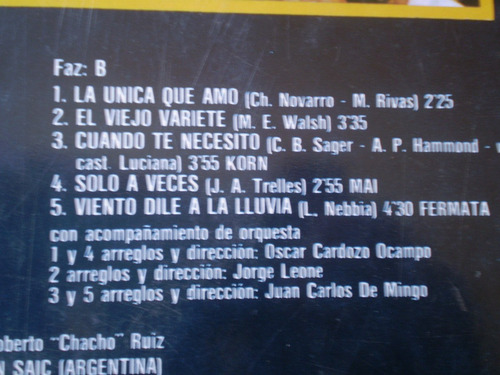 Faz: B
1. LA UNICA QUE AMO (Ch. Novarro - M. Rivas) 2'25
2. EL VIEJO VARIETE (M. E. Walsh) 3'35
3. CUANDO TE NECESITO (C. B. Sager - A. P. Hammond -
cast. Luciana) 3'55 KORN
4. SOLO A VECES (J. A. Trelles) 2'55 MAI
5. VIENTO DILE A LA LLUVIA (L. Nebbia) 4'30 FERMATA
con acompañamiento de orquesta
1 y 4 arreglos y dirección: Oscar Cardozo Ocampo
2 arreglos y dirección: Jorge Leone
3 y 5 arreglos y dirección: Juan Carlos De Mingo
oberto "Chacho" Ruiz
N SAIC (ARGENTINA)